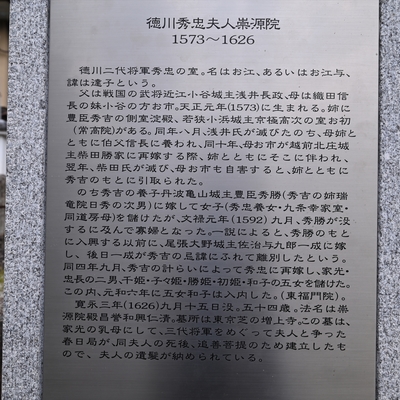 徳川秀忠夫人崇源院
1573～1626
徳川二代将軍秀忠の室。名はお江、あるいはお江与、
諱は達子という。
父は戦国の武将近江小谷城主浅井長政、母は織田信
長の妹小谷の方お市。天正元年(1573)に生まれる。姉に
豊臣秀吉の側室淀殿、若狭小浜城主京極高次の室お初
(常高院)がある。同年八月、浅井氏が滅びたのち、母姉と
ともに伯父信長に養われ、同十年、母お市が越前北庄城
主柴田勝家に再嫁する際、姉とともにそこに伴われ、
翌年、柴田氏が滅び、母お市も自害すると、姉とともに
秀吉のもとに引取られた。
のち秀吉の養子丹波亀山城主豊臣秀勝(秀吉の姉瑞
竜院日秀の次男)に嫁して女子(秀忠養女・九条幸家室・
同道房母)を儲けたが、文禄元年(1592)九月、秀勝が没
するに及んで寡婦となった。一説によると、秀勝のもと
に入輿する以前に、尾張大野城主佐治与九郎一成に嫁
し、後日一成が秀吉の忌諱にふれて離別したという。
同四年九月、秀吉の計らいによって秀忠に再嫁し、家光・
忠長の二男、千姫・子々姫・勝姫・初姫・和子の五女を儲けた。
この内、元和六年に五女和子は入内した。(東福門院)。
寛永三年(1626)九月十五日没。五十四歳。法名は崇
源院殿昌誉和興仁清。墓所は東京芝の増上寺。この墓は、
家光の乳母にして、三代将軍をめぐって夫人と争った
春日局が、同夫人の死後、追善菩提のため建立したも
ので、夫人の遺髪が納められている。